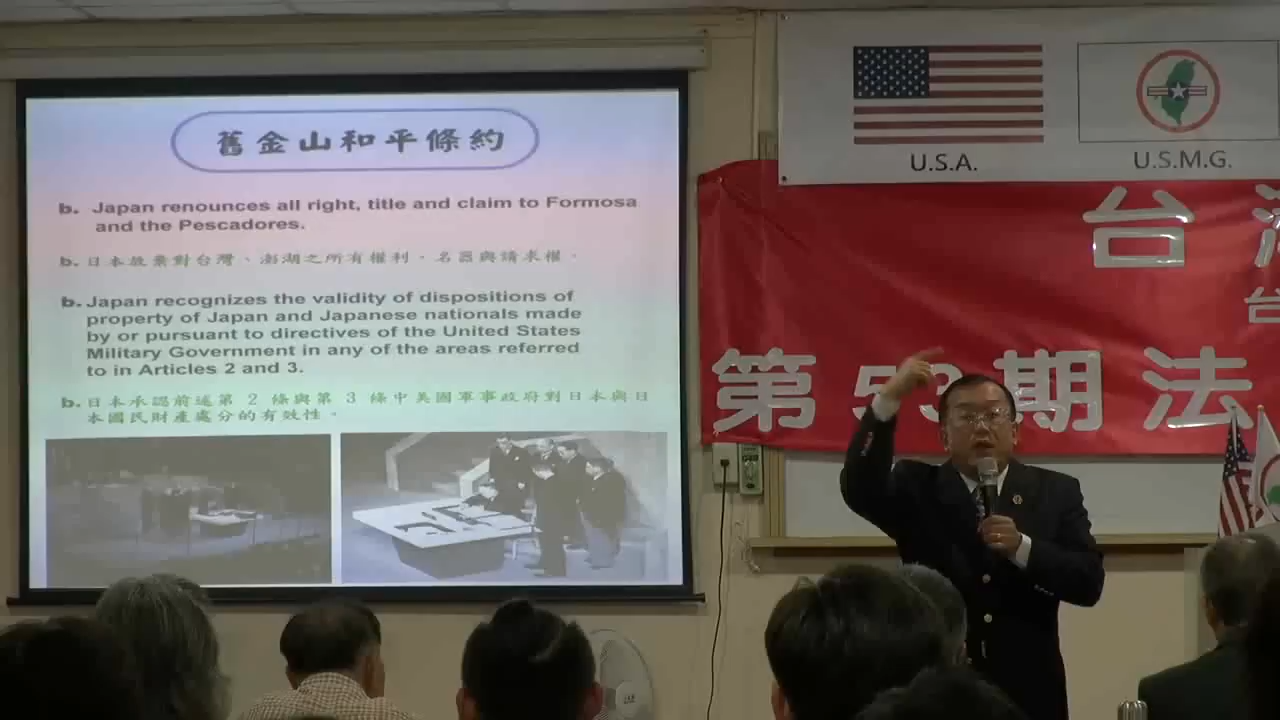 舊金山和平條約
b. Japan renounces all right, title and claim to Formosa
and the Pescadores.
b. 日本放棄對台灣、澎湖之所有權利，名器與請求權。
b. Japan recognizes the validity of dispositions of
property of Japan and Japanese nationals made
by or pursuant to directives of the United States
Military Government in any of the areas referred
to in Articles 2 and 3.
b. 日本承認前述第 2 條與第 3 條中美國軍事政府對日本與日
本國民財產處分的有效性。
U.S.A.
U.S.M.G.
台
台
第 53 期 法